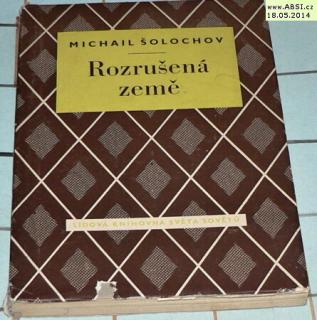 www.ABSI.cz
18.05.2014
MICHAIL ŠOLOCHOV
Rozrušená
země
LIDOVÁ KNIHOVNA SVĚTA SOVĚTŮ